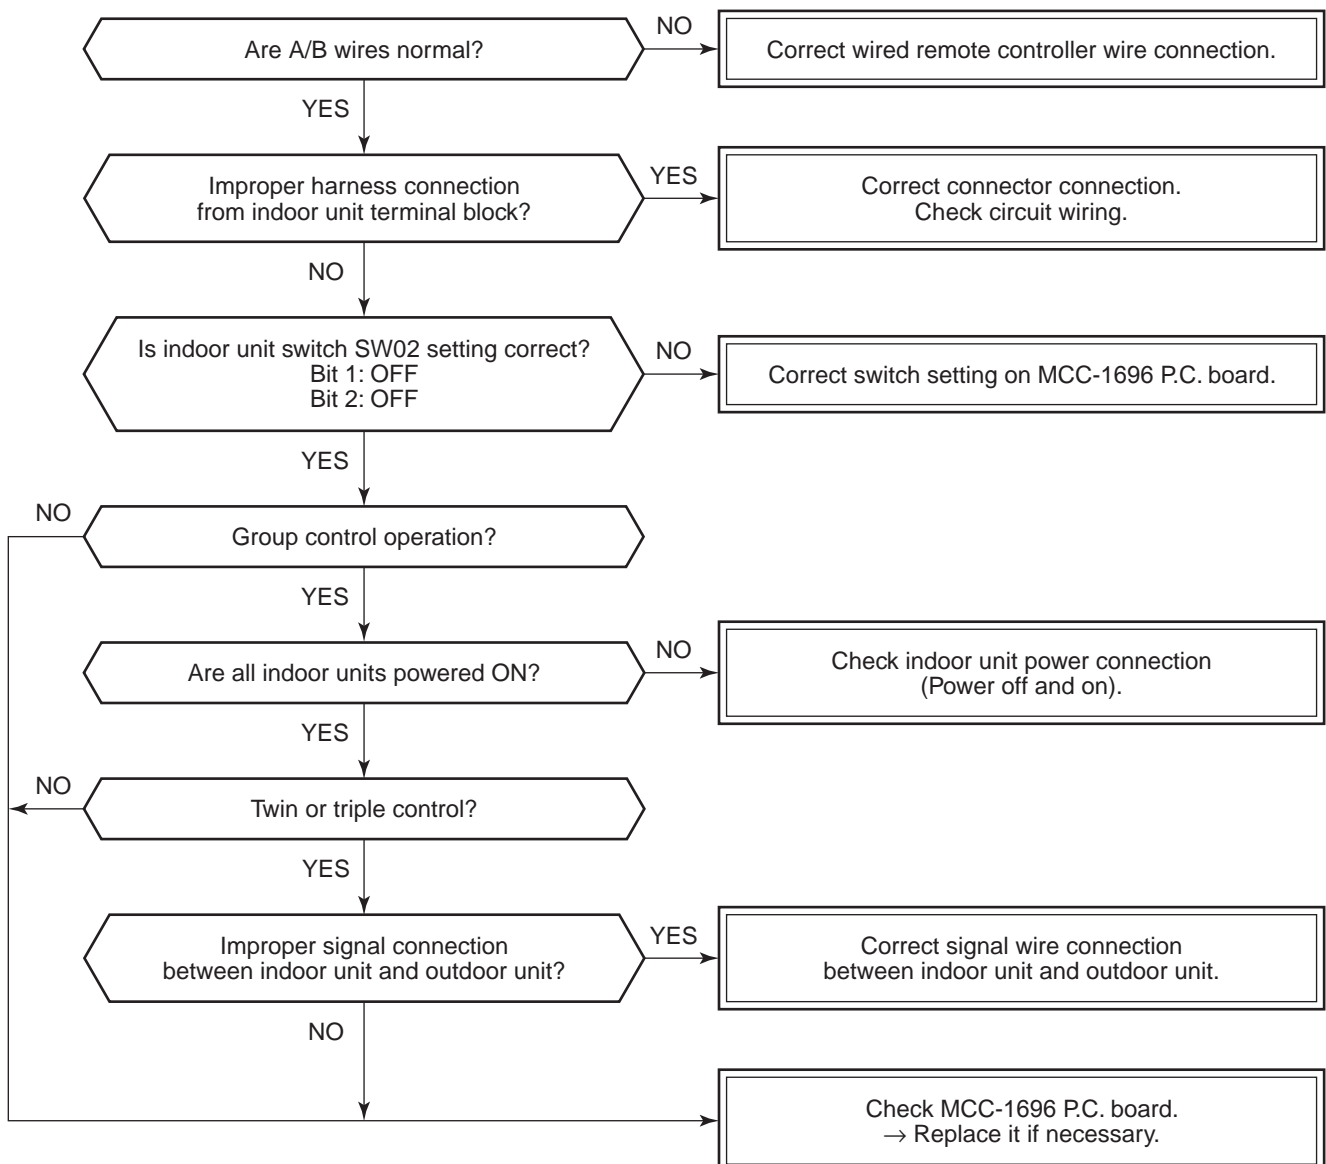 Are A/B wires normal?
NO
Correct wired remote controller wire connection.
YES
Improper harness connection
from indoor unit terminal block?
YES
Correct connector connection.
Check circuit wiring.
NO
Is indoor unit switch SW02 setting correct?
Bit 1: OFF
Bit 2: OFF
NO
Correct switch setting on MCC-1696 P.C. board.
YES
NO
Group control operation?
YES
Are all indoor units powered ON?
NO
Check indoor unit power connection
(Power off and on).
YES
NO
Twin or triple control?
YES
Improper signal connection
between indoor unit and outdoor unit?
YES
Correct signal wire connection
between indoor unit and outdoor unit.
NO
Check MCC-1696 P.C. board.
→ Replace it if necessary.